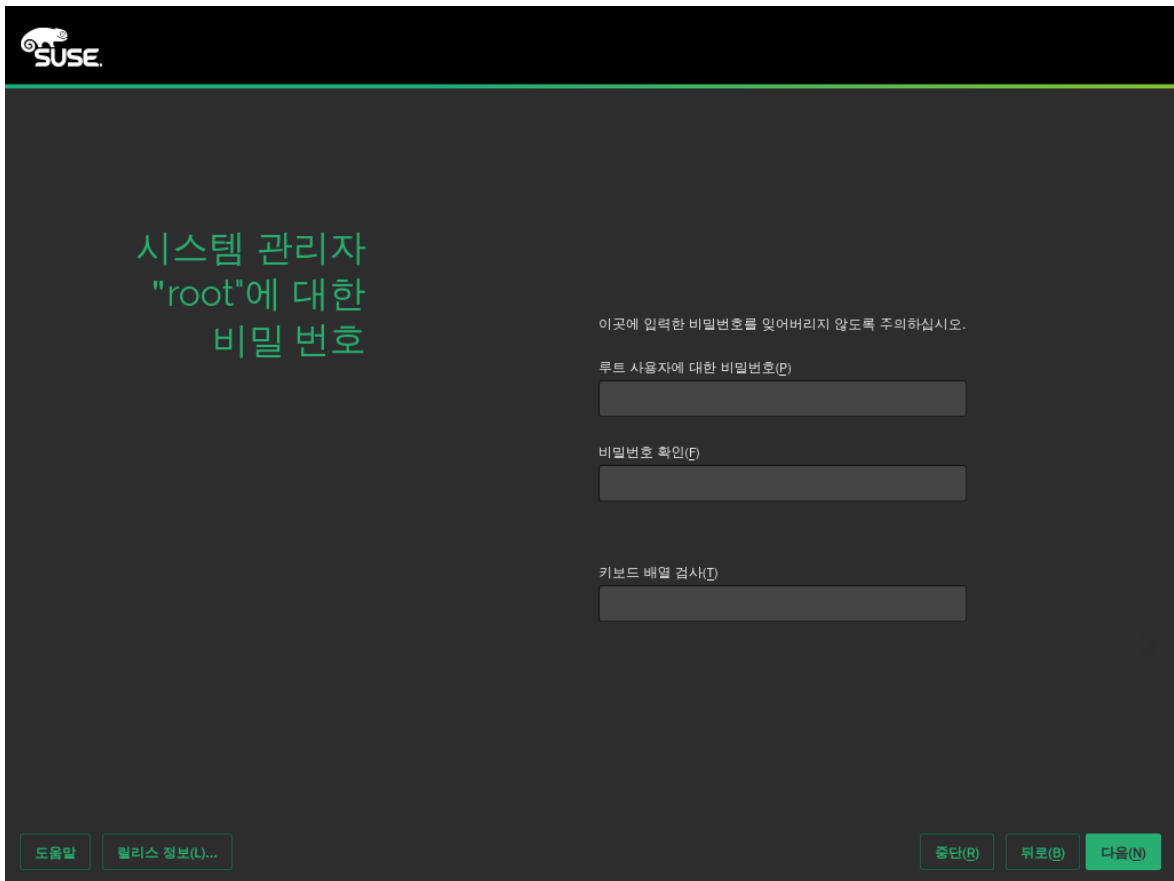 SUSE.
시스템 관리자
"root"에 대한
비밀 번호
이곳에 입력한 비밀번호를 잊어버리지 않도록 주의하십시오.
루트 사용자에 대한 비밀번호(P)
비밀번호 확인(F)
키보드 배열 검사(T)
도움말
릴리스 정보(L)...
중단(R)
뒤로(B)
다음(N)